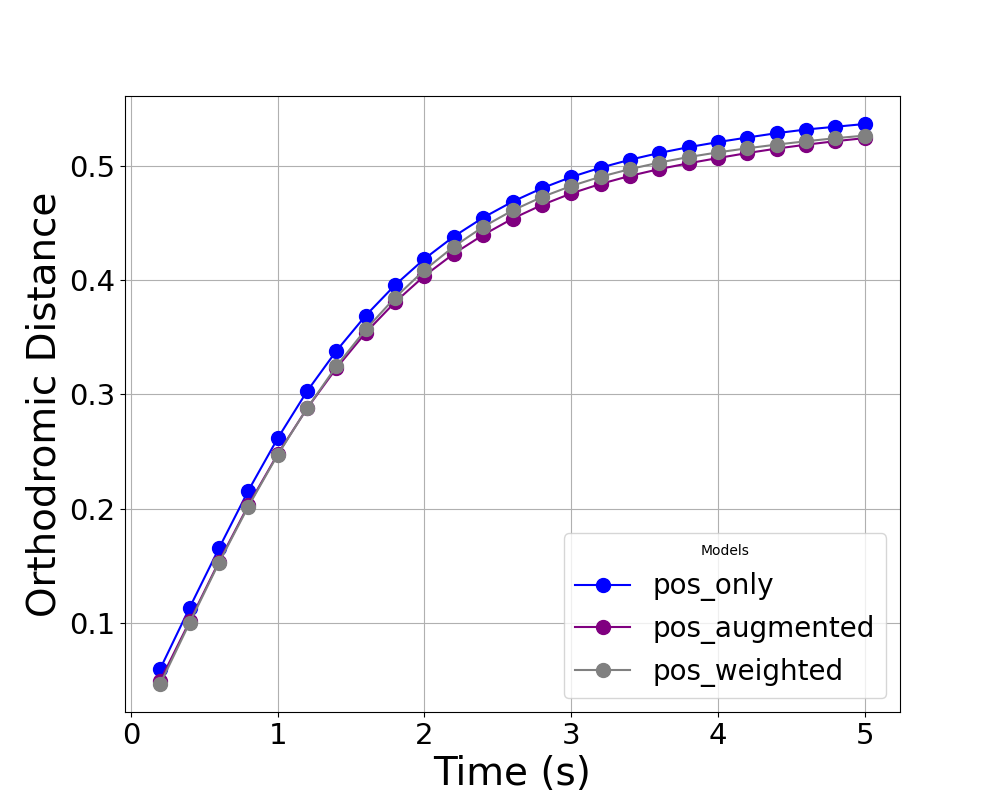 0.5
0.4
0.3
0.2
0.1
Orthodromic Distance
0 1 2 3 4 5
Time (s)
Models
pos_only
pos_augmented
pos_weighted